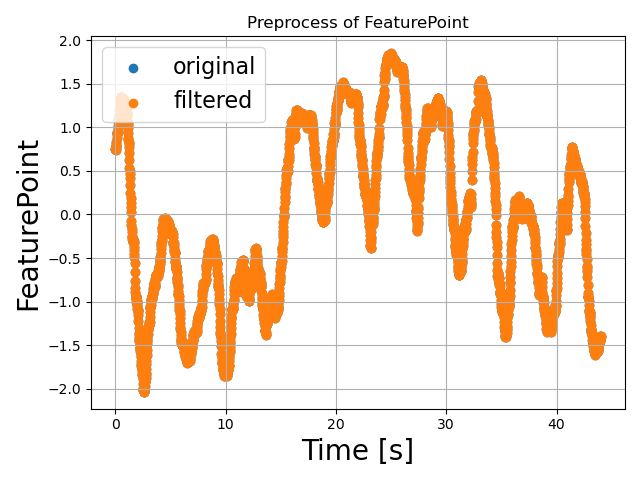 Preprocess of FeaturePoint
original
filtered
FeaturePoint
2.0
1.5
1.0
0.5
0.0
−0.5
−1.0
−1.5
−2.0
0 10 20 30 40
Time [s]